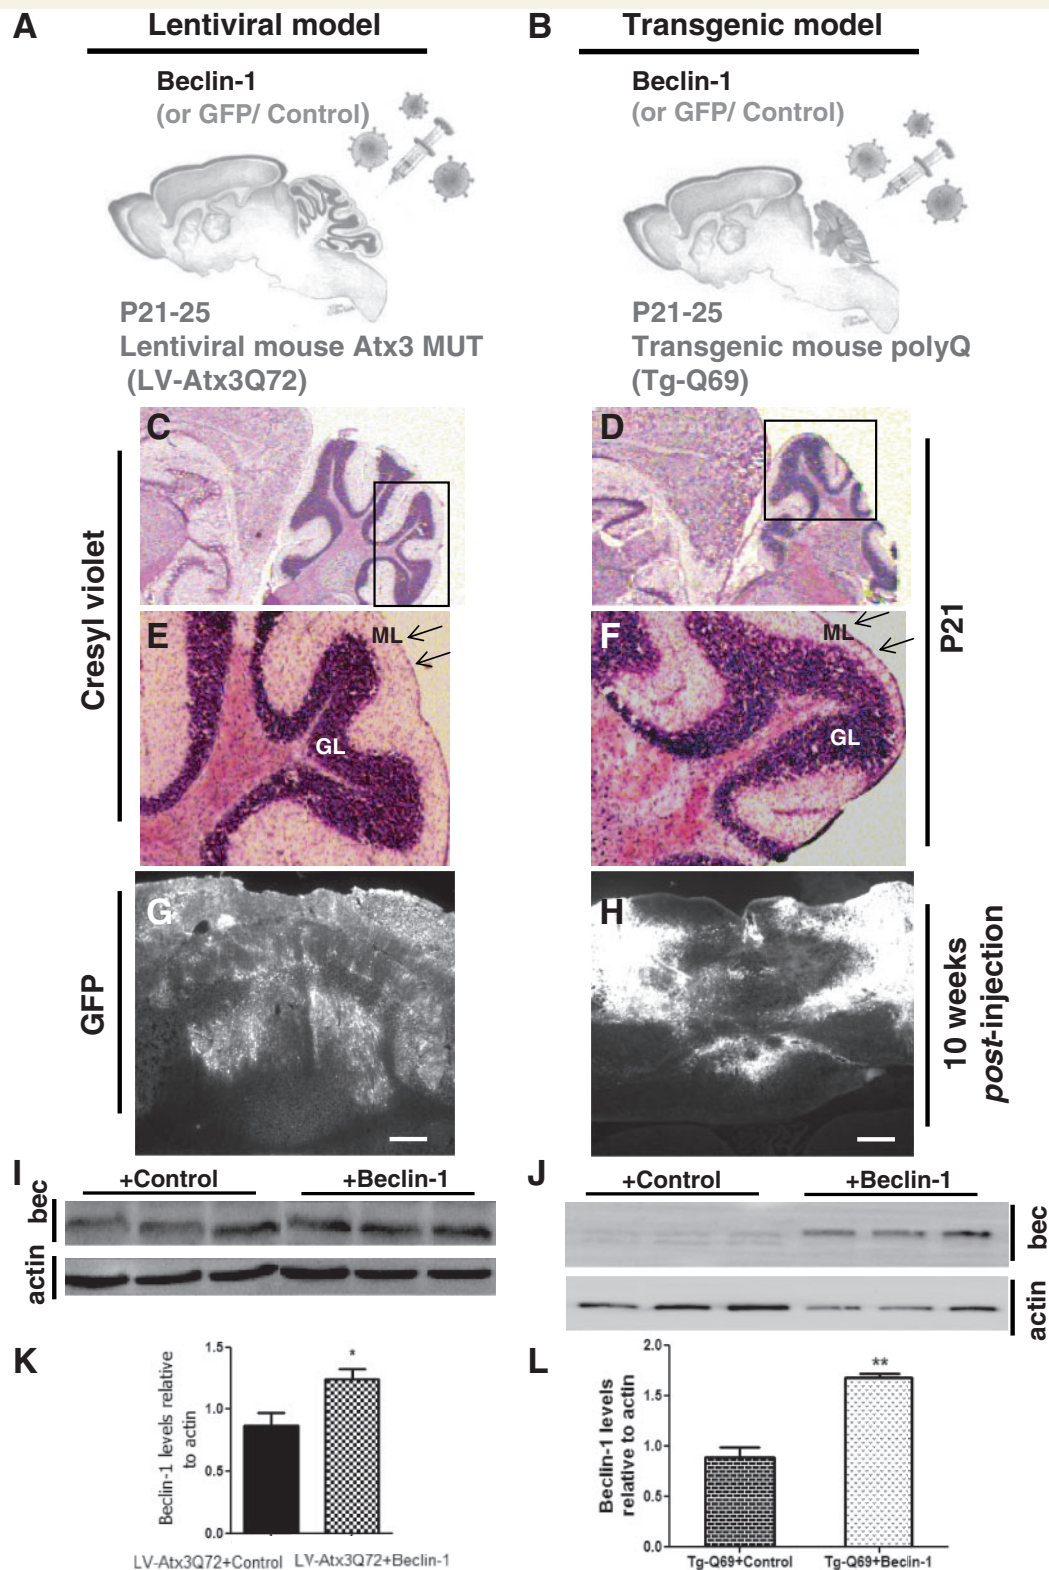 A
Lentiviral model
Beclin-1
(or GFP/ Control)
P21-25
Lentiviral mouse Atx3 MUT
(LV-Atx3Q72)
B
Transgenic model
Beclin-1
(or GFP/ Control)
P21-25
Transgenic mouse polyQ
(Tg-Q69)
Cresyl violet
C
D
P21
E
ML
GL
F
ML
GL
GFP
G
H
10 weeks
post-injection
I
+Control
+Beclin-1
bec
actin
J
+Control
+Beclin-1
bec
actin
K
Beclin-1 levels relative
to actin
1.5
1.0
0.5
0.0
*
LV-Atx3Q72+Control
LV-Atx3Q72+Beclin-1
L
Beclin-1 levels
relative to actin
2.0
1.5
1.0
0.5
0.0
**
Tg-Q69+Control
Tg-Q69+Beclin-1